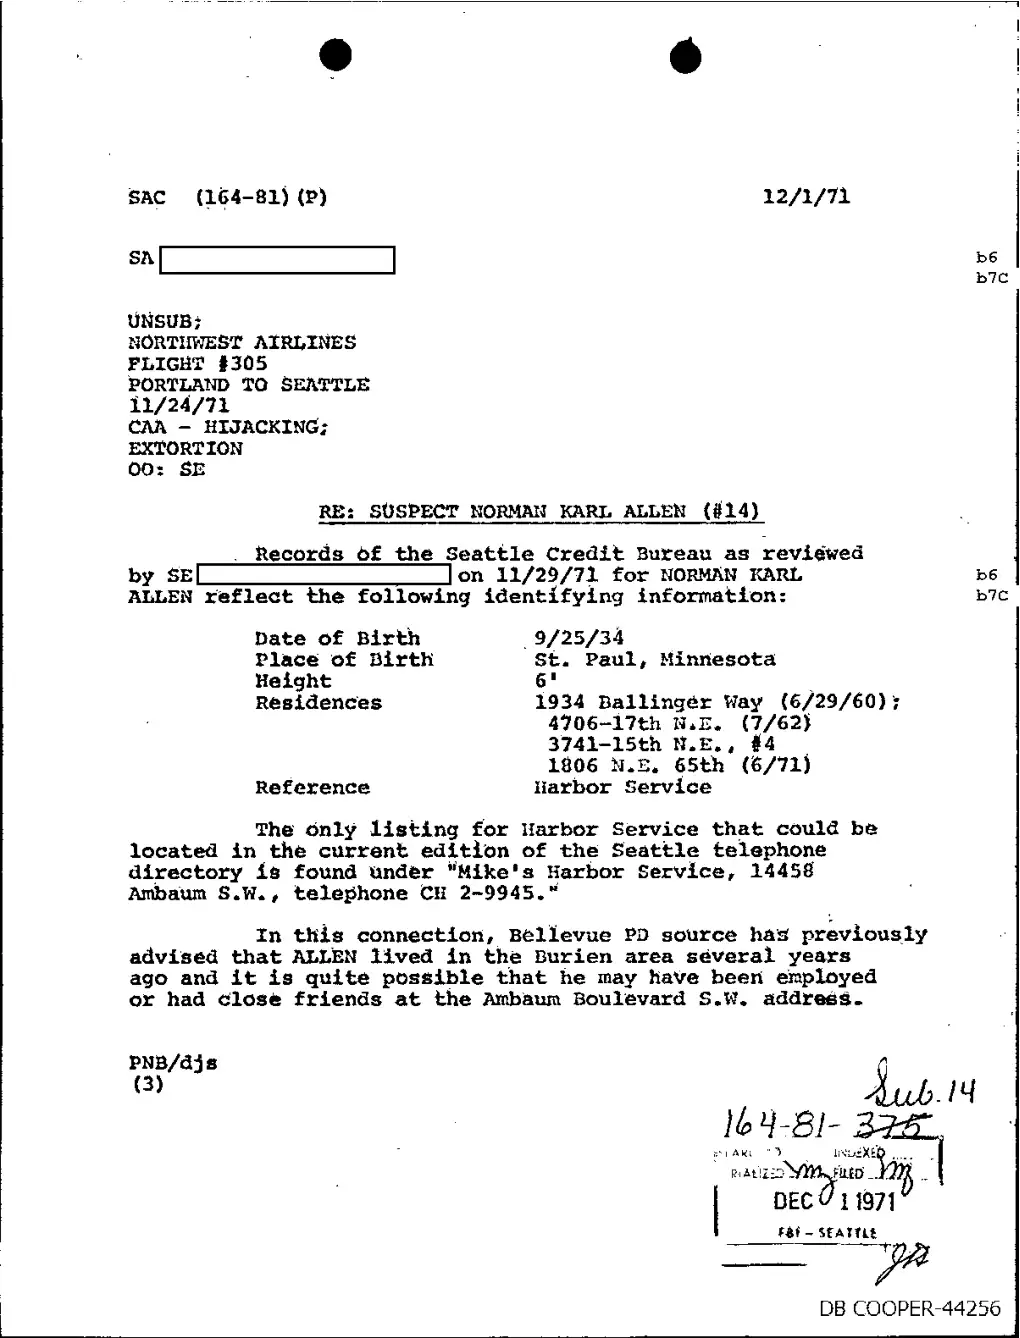 SAC (164-81)(P) 12/1/71
SA b6
b7C
UNSUB;
NORTHWEST AIRLINES
FLIGHT #305
PORTLAND TO SEATTLE
11/24/71
CAA - HIJACKING;
EXTORTION
OO: SE
RE: SUSPECT NORMAN KARL ALLEN (#14)
Records of the Seattle Credit Bureau as reviewed
by SE on 11/29/71 for NORMAN KARL b6
ALLEN reflect the following identifying information: b7C
Date of Birth 9/25/34
Place of Birth St. Paul, Minnesota
Height 6'
Residences 1934 Ballinger Way (6/29/60);
4706-17th N.E. (7/62)
3741-15th N.E., #4
1806 N.E. 65th (6/71)
Reference Harbor Service
The only listing for Harbor Service that could be
located in the current edition of the Seattle telephone
directory is found under "Mike's Harbor Service, 14458
Ambaum S.W., telephone CH 2-9945."
In this connection, Bellevue PD source has previously
advised that ALLEN lived in the Burien area several years
ago and it is quite possible that he may have been employed
or had close friends at the Ambaum Boulevard S.W. address.
PNB/djs
(3)
Sub. 14
164-81-375
INDEXED
FILED
DEC 1 1971
FBI - SEATTLE
DB COOPER-44256